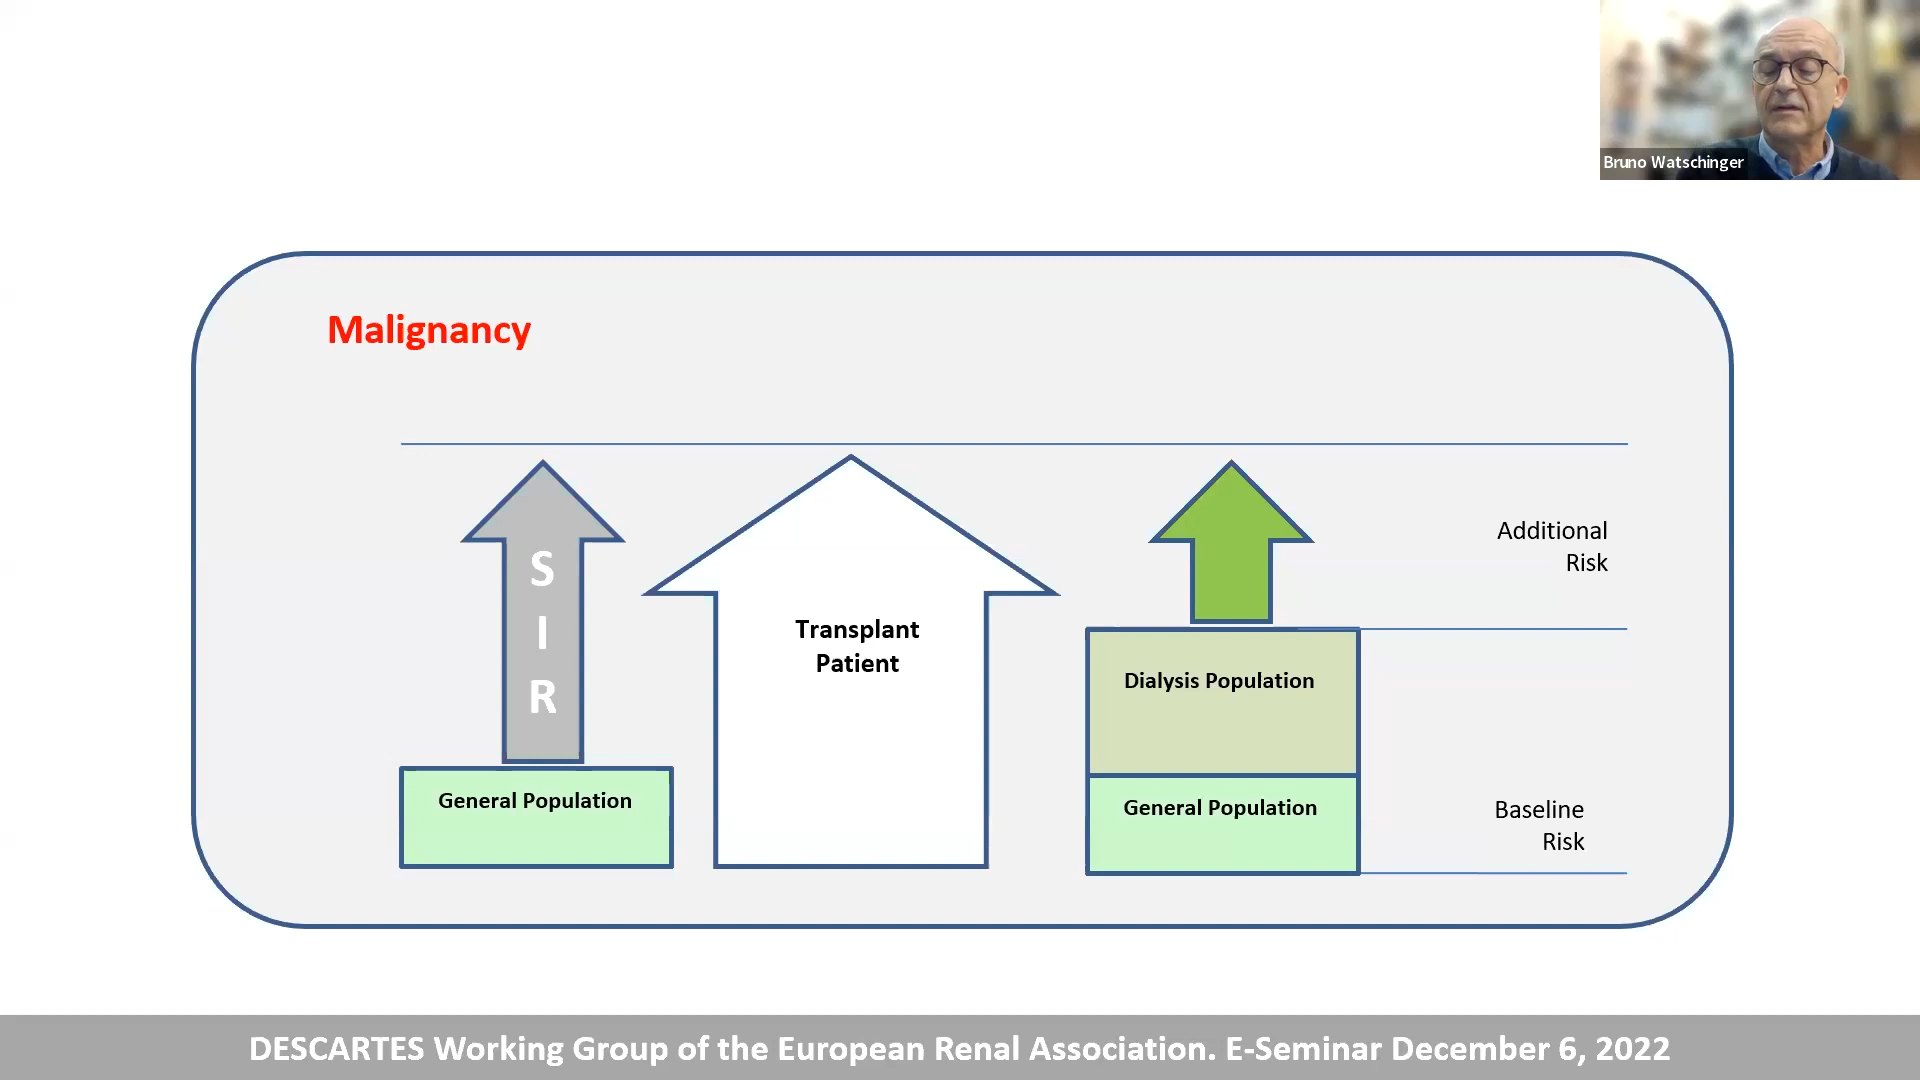 Bruno Watschinger
Malignancy
S
I
R
General Population
Transplant
Patient
Dialysis Population
General Population
Additional
Risk
Baseline
Risk
DESCARTES Working Group of the European Renal Association. E-Seminar December 6, 2022